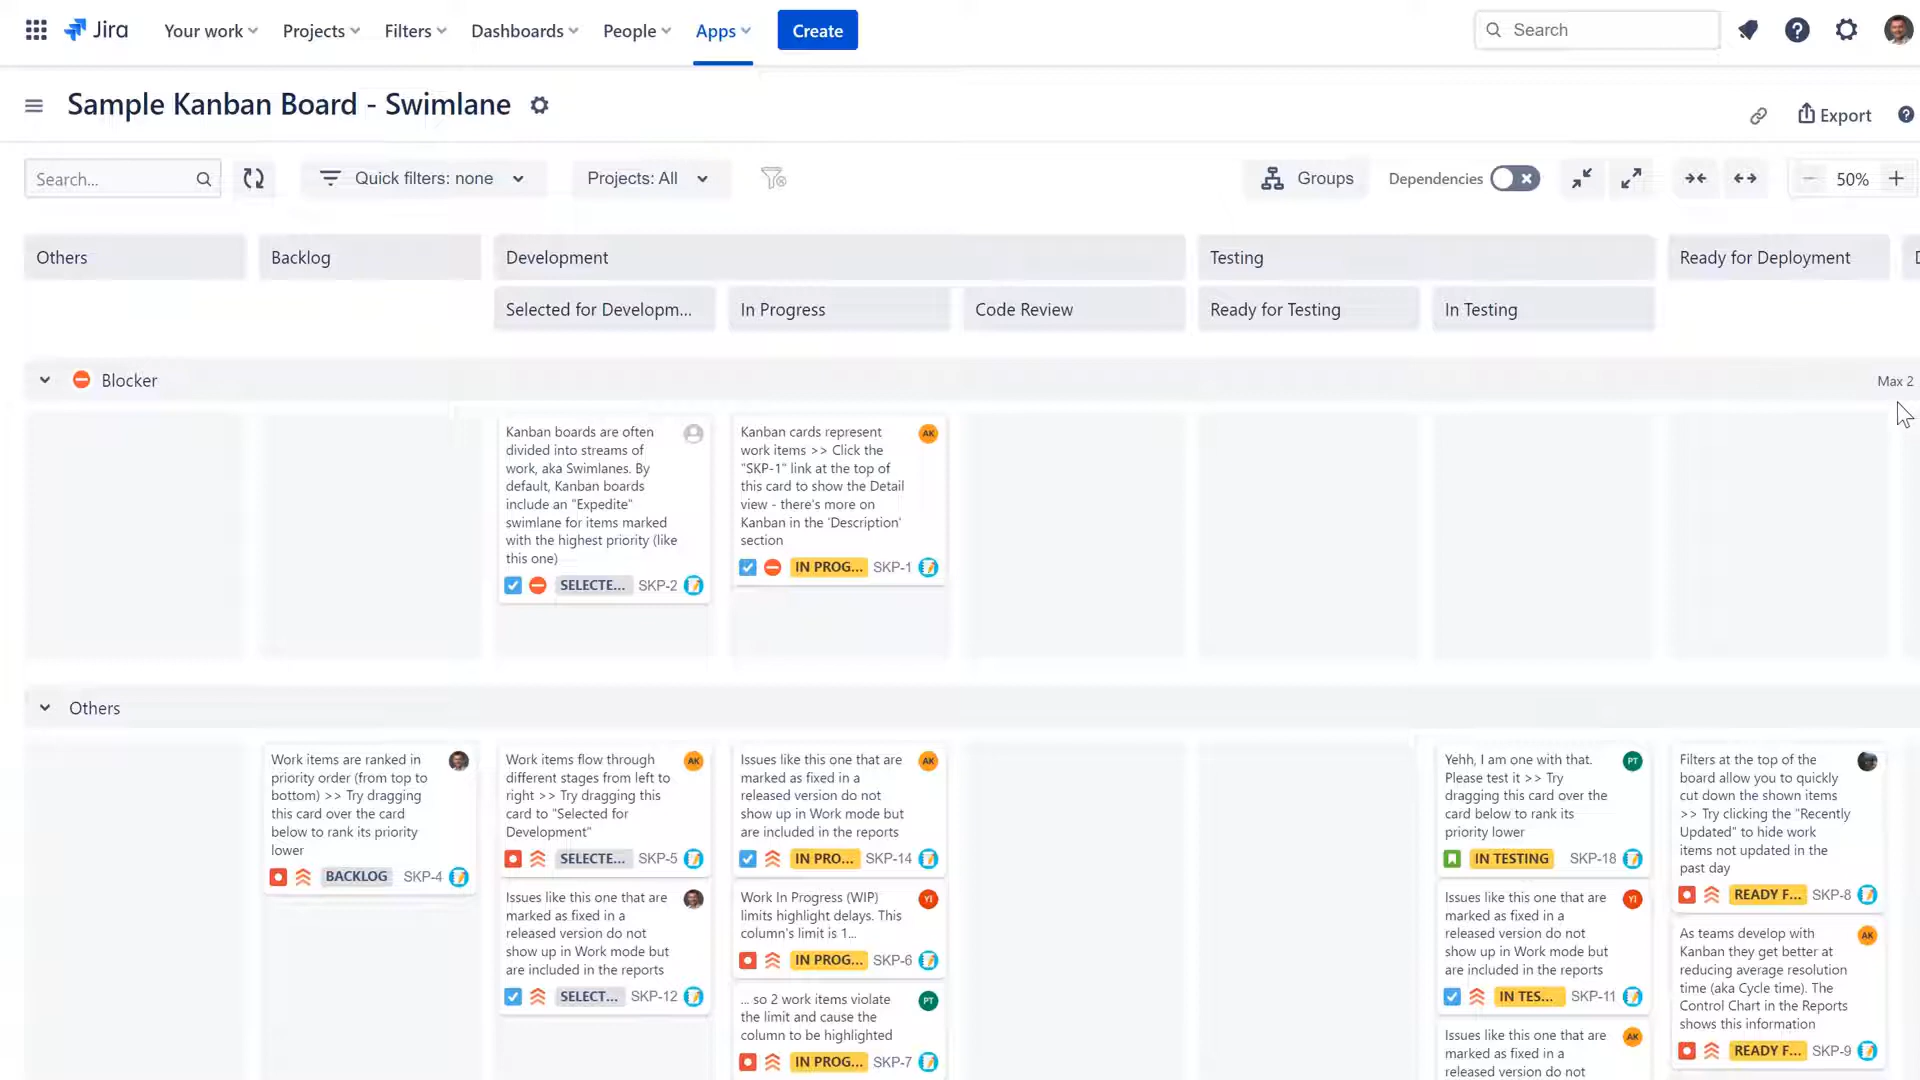 Jira
Your work
Projects
Filters
Dashboards
People
Apps
Create
Search
Sample Kanban Board - Swimlane
Export
Search...
Quick filters: none
Projects: All
Groups
Dependencies
50%
Others
Backlog
Development
Testing
Ready for Deployment
Selected for Developm...
In Progress
Code Review
Ready for Testing
In Testing
Blocker
Max 2
Kanban boards are often
divided into streams of
work, aka Swimlanes. By
default, Kanban boards
include an "Expedite"
swimlane for items marked
with the highest priority (like
this one)
SELECTE...
SKP-2
Kanban cards represent
work items >> Click the
"SKP-1" link at the top of
this card to show the Detail
view - there's more on
Kanban in the 'Description'
section
AK
IN PROG...
SKP-1
Others
Work items are ranked in
priority order (from top to
bottom) >> Try dragging
this card over the card
below to rank its priority
lower
BACKLOG
SKP-4
Work items flow through
different stages from left to
right >> Try dragging this
card to "Selected for
Development"
AK
SELECTE...
SKP-5
Issues like this one that are
marked as fixed in a
released version do not
show up in Work mode but
are included in the reports
SELECT...
SKP-12
Issues like this one that are
marked as fixed in a
released version do not
show up in Work mode but
are included in the reports
AK
IN PRO...
SKP-14
Work In Progress (WIP)
limits highlight delays. This
column's limit is 1...
YI
IN PROG...
SKP-6
... so 2 work items violate
the limit and cause the
column to be highlighted
PT
IN PROG...
SKP-7
Yehh, I am one with that.
Please test it >> Try
dragging this card over the
card below to rank its
priority lower
PT
IN TESTING
SKP-18
Issues like this one that are
marked as fixed in a
released version do not
show up in Work mode but
are included in the reports
YI
IN TES...
SKP-11
Issues like this one that are
marked as fixed in a
released version do not
AK
Filters at the top of the
board allow you to quickly
cut down the shown items
>> Try clicking the "Recently
Updated" to hide work
items not updated in the
past day
READY F...
SKP-8
As teams develop with
Kanban they get better at
reducing average resolution
time (aka Cycle time). The
Control Chart in the Reports
shows this information
AK
READY F...
SKP-9